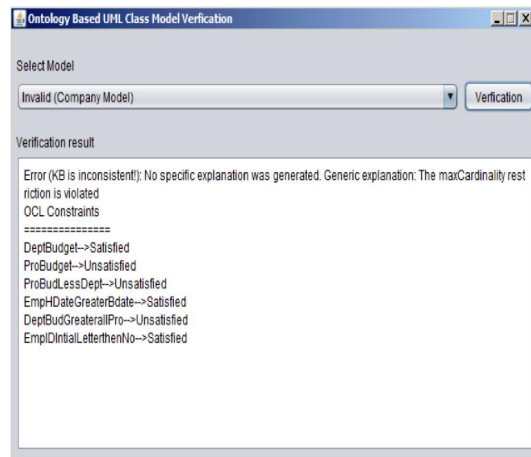 Ontology Based UML Class Model Verfication
Select Model
Invalid (Company Model)
Verfication
Verification result
Error (KB is inconsistent!): No specific explanation was generated. Generic explanation: The maxCardinality rest
riction is violated
OCL Constraints
===============
DeptBudget-->Satisfied
ProBudget-->Unsatisfied
ProBudLessDept-->Unsatisfied
EmpHDateGreaterBdate-->Satisfied
DeptBudGreaterallPro-->Unsatisfied
EmpIDIntialLetterthenNo-->Satisfied